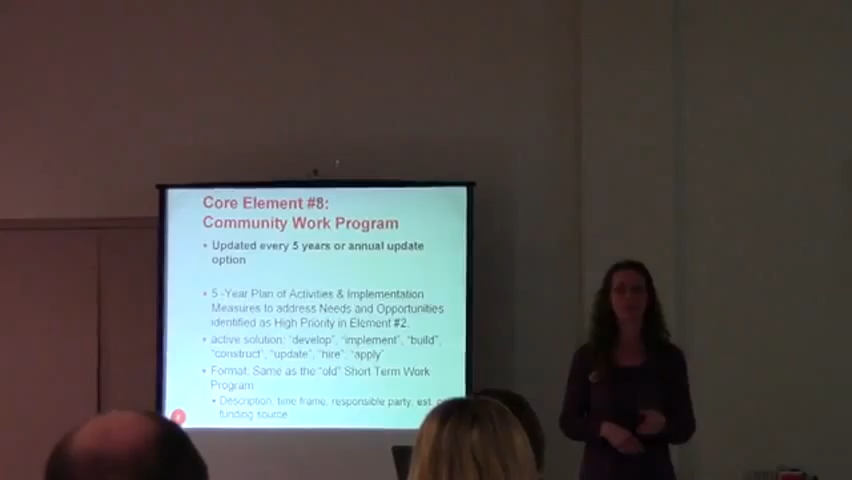 Core Element #8:
Community Work Program
• Updated every 5 years or annual update
option
• 5 -Year Plan of Activities & Implementation
Measures to address Needs and Opportunities
identified as High Priority in Element #2.
• active solution: “develop”, “implement”, “build”,
“construct”, “update”, “hire”; “apply”
• Format: Same as the “old” Short Term Work
Program
• Description, time frame, responsible party, est.
funding source